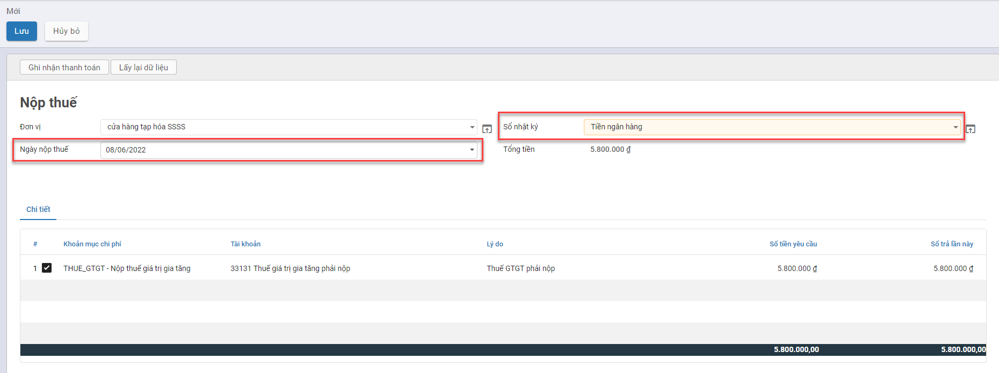 Mới
Lưu Hủy bỏ
Ghi nhận thanh toán Lấy lại dữ liệu
Nộp thuế
Đơn vị cửa hàng tạp hóa SSSS Sổ nhật ký Tiền ngân hàng
Ngày nộp thuế 08/06/2022 Tổng tiền 5.800.000 ₫
Chi tiết
# Khoản mục chi phí Tài khoản Lý do Số tiền yêu cầu Số trả lần này
1 THUE_GTGT - Nộp thuế giá trị gia tăng 33131 Thuế giá trị gia tăng phải nộp Thuế GTGT phải nộp 5.800.000 ₫ 5.800.000 ₫
5.800.000,00 5.800.000,00